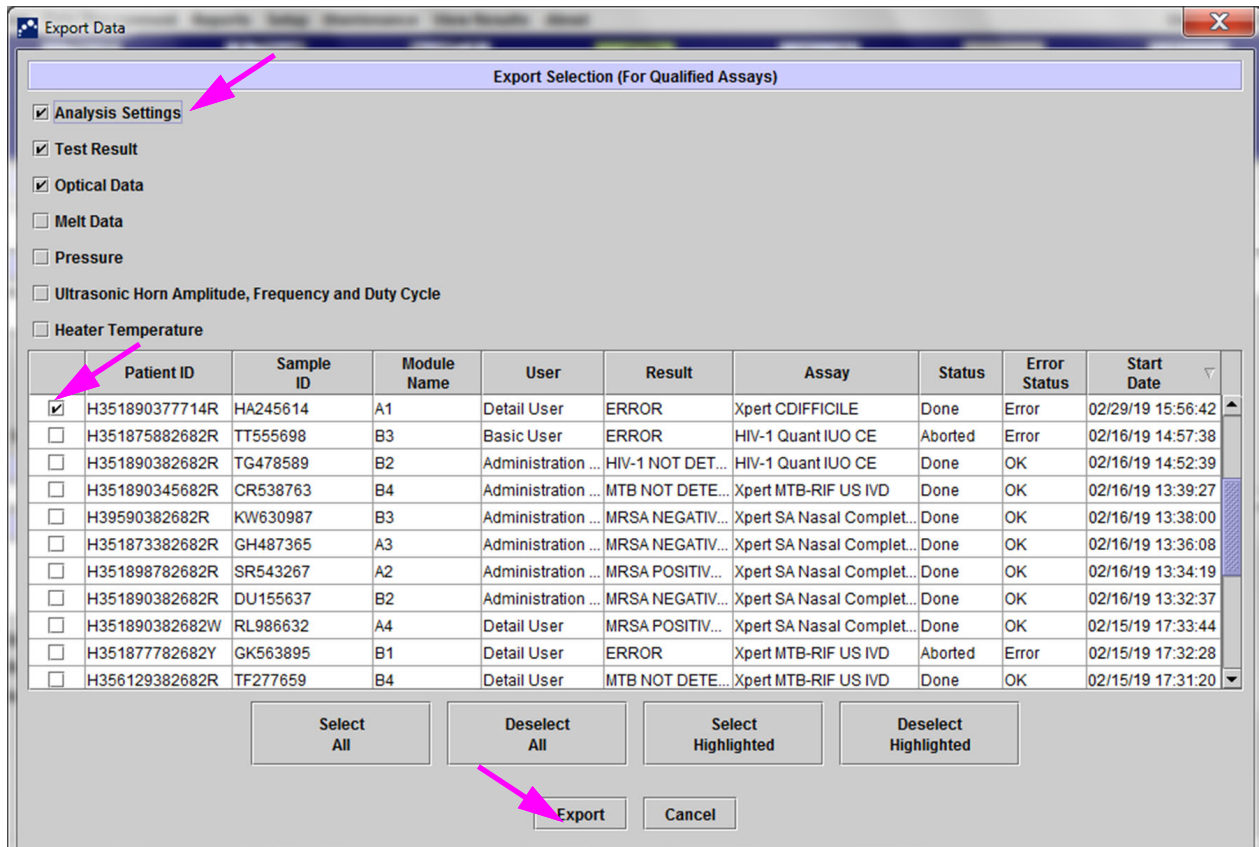 Reports Setup Maintenance View Results About
Export Data
Export Selection (For Qualified Assays)
Analysis Settings
Test Result
Optical Data
Melt Data
Pressure
Ultrasonic Horn Amplitude, Frequency and Duty Cycle
Heater Temperature
Patient ID Sample ID Module Name User Result Assay Status Error Status Start Date
H351890377714R HA245614 A1 Detail User ERROR Xpert CDIFFICILE Done Error 02/29/19 15:56:42
H351875882682R TT555698 B3 Basic User ERROR HIV-1 Quant IUO CE Aborted Error 02/16/19 14:57:38
H351890382682R TG478589 B2 Administration ... HIV-1 NOT DET... HIV-1 Quant IUO CE Done OK 02/16/19 14:52:39
H351890345682R CR538763 B4 Administration ... MTB NOT DETE... Xpert MTB-RIF US IVD Done OK 02/16/19 13:39:27
H39590382682R KW630987 B3 Administration ... MRSA NEGATIV... Xpert SA Nasal Complet... Done OK 02/16/19 13:38:00
H351873382682R GH487365 A3 Administration ... MRSA NEGATIV... Xpert SA Nasal Complet... Done OK 02/16/19 13:36:08
H351898782682R SR543267 A2 Administration ... MRSA POSITIV... Xpert SA Nasal Complet... Done OK 02/16/19 13:34:19
H351890382682R DU155637 B2 Administration ... MRSA NEGATIV... Xpert SA Nasal Complet... Done OK 02/16/19 13:32:37
H351890382682W RL986632 A4 Detail User MRSA POSITIV... Xpert SA Nasal Complet... Done OK 02/15/19 17:33:44
H351877782682Y GK563895 B1 Detail User ERROR Xpert MTB-RIF US IVD Aborted Error 02/15/19 17:32:28
H356129382682R TF277659 B4 Detail User MTB NOT DETE... Xpert MTB-RIF US IVD Done OK 02/15/19 17:31:20
Select All Deselect All Select Highlighted Deselect Highlighted
Export Cancel